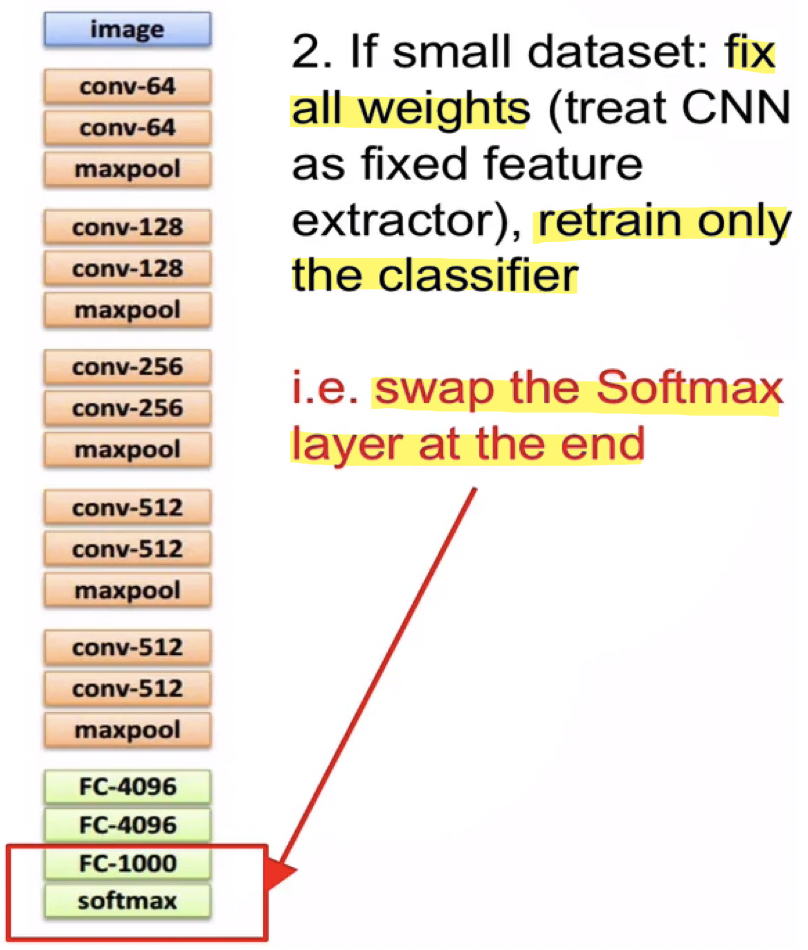 image
conv-64
conv-64
maxpool
conv-128
conv-128
maxpool
conv-256
conv-256
maxpool
conv-512
conv-512
maxpool
conv-512
conv-512
maxpool
FC-4096
FC-4096
FC-1000
softmax
2. If small dataset: fix
all weights (treat CNN
as fixed feature
extractor), retrain only
the classifier
i.e. swap the Softmax
layer at the end